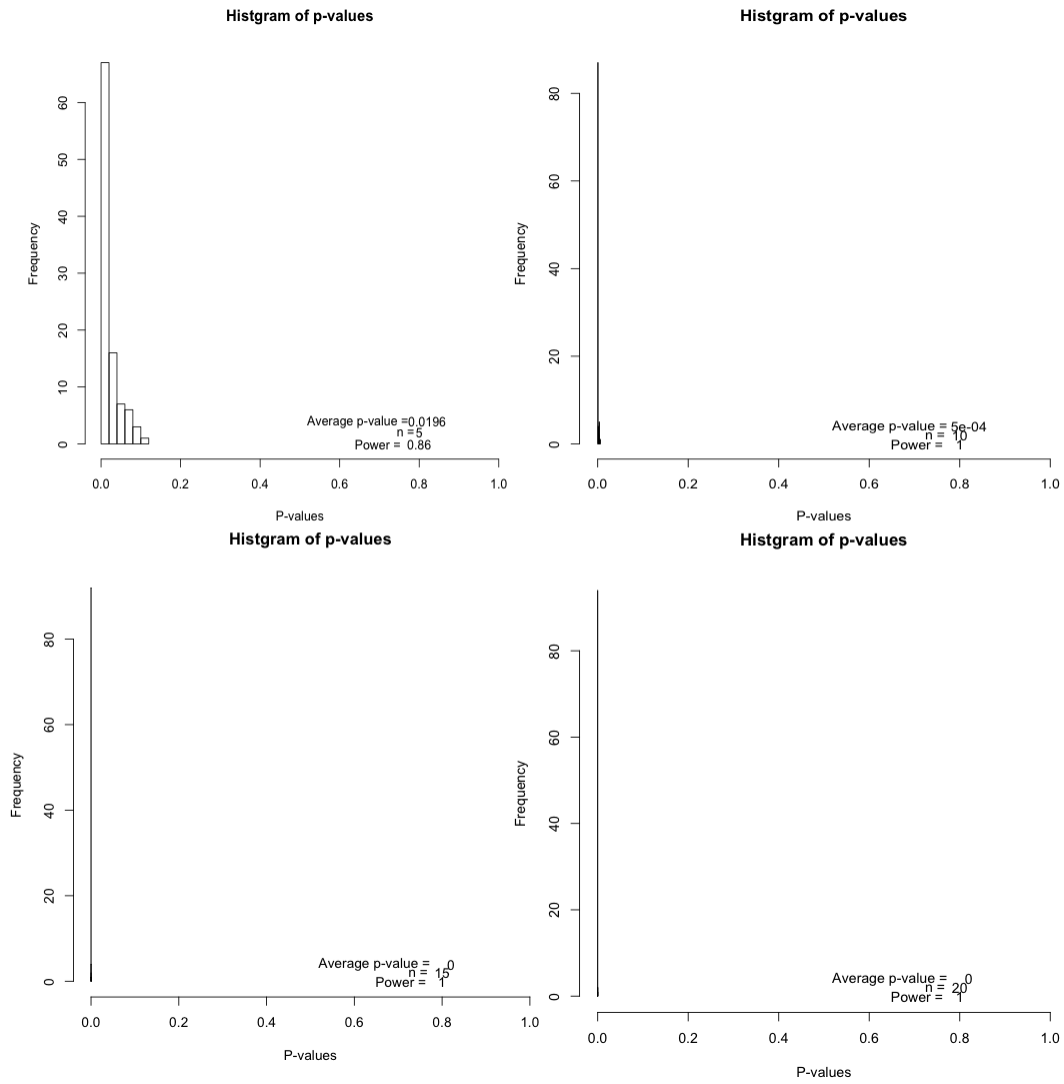 Histgram of p-values
Frequency
0
10
20
30
40
50
60
Average p-value =0.0196
n =5
Power = 0.86
0.0 0.2 0.4 0.6 0.8 1.0
P-values
Histgram of p-values
Frequency
0
20
40
60
80
Average p-value = 5e-04
n = 10
Power = 1
0.0 0.2 0.4 0.6 0.8 1.0
P-values
Histgram of p-values
Frequency
0
20
40
60
80
Average p-value = 0
n = 15
Power = 1
0.0 0.2 0.4 0.6 0.8 1.0
P-values
Histgram of p-values
Frequency
0
20
40
60
80
Average p-value = 0
n = 20
Power = 1
0.0 0.2 0.4 0.6 0.8 1.0
P-values